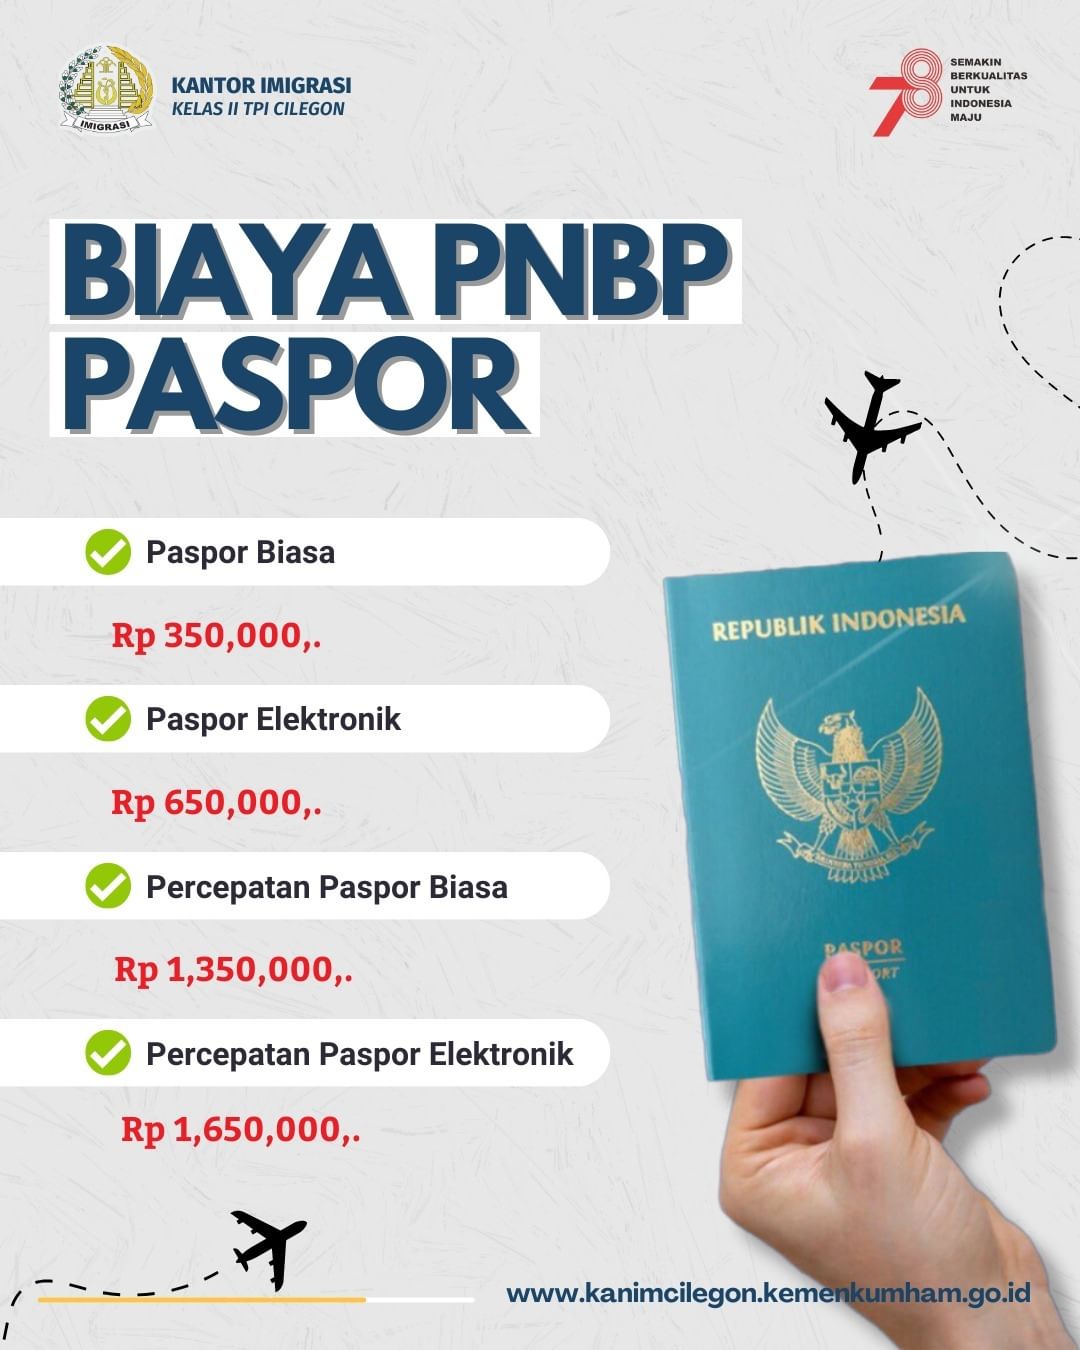 IMIGRASI
KANTOR IMIGRASI
KELAS II TPI CILEGON
78
SEMAKIN
BERKUALITAS
UNTUK
INDONESIA
MAJU
BIAYA PNBP
PASPOR
Paspor Biasa
Rp 350,000,.
Paspor Elektronik
Rp 650,000,.
Percepatan Paspor Biasa
Rp 1,350,000,.
Percepatan Paspor Elektronik
Rp 1,650,000,.
REPUBLIK INDONESIA
PASPOR
www.kanimcilegon.kemenkumham.go.id